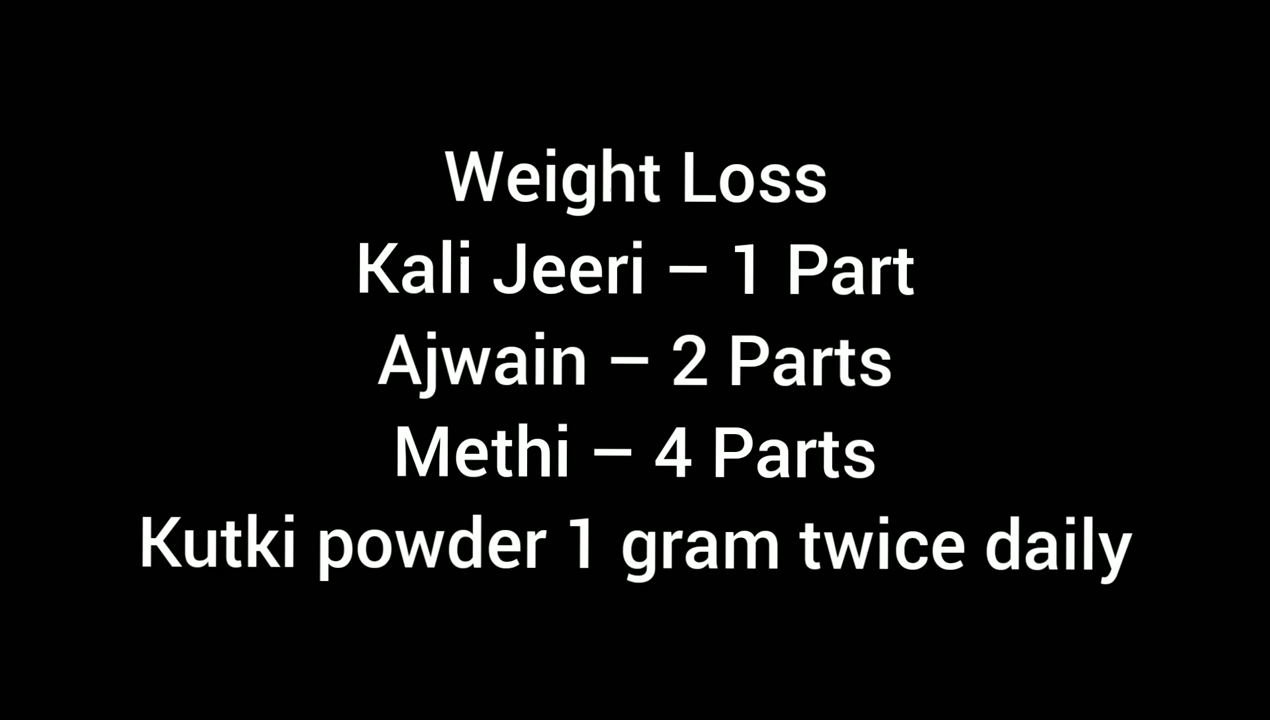 Weight Loss
Kali Jeeri – 1 Part
Ajwain – 2 Parts
Methi – 4 Parts
Kutki powder 1 gram twice daily